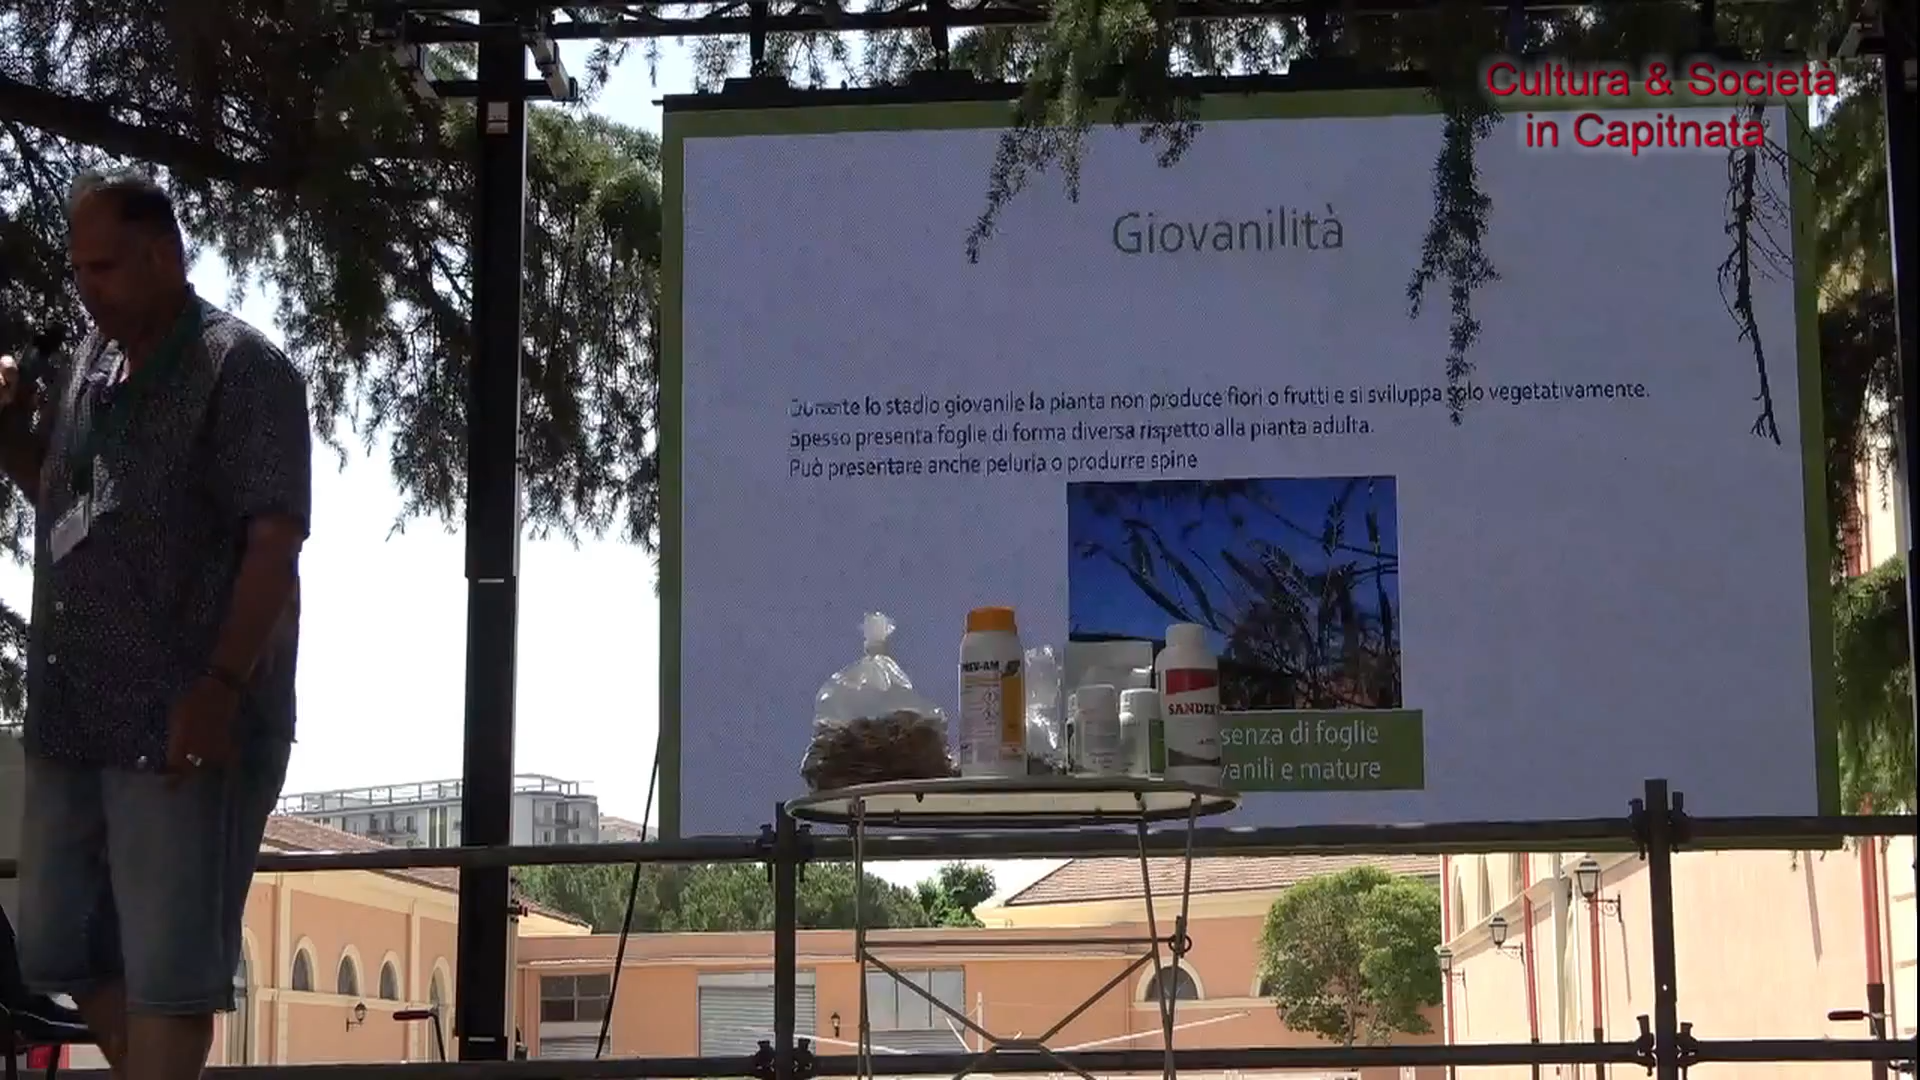 Cultura & Società
in Capitnata
Giovanilità
Durante lo stadio giovanile la pianta non produce fiori o frutti e si sviluppa solo vegetativamente.
Spesso presenta foglie di forma diversa rispetto alla pianta adulta.
Può presentare anche peluria o produrre spine
senza di foglie
vanili e mature